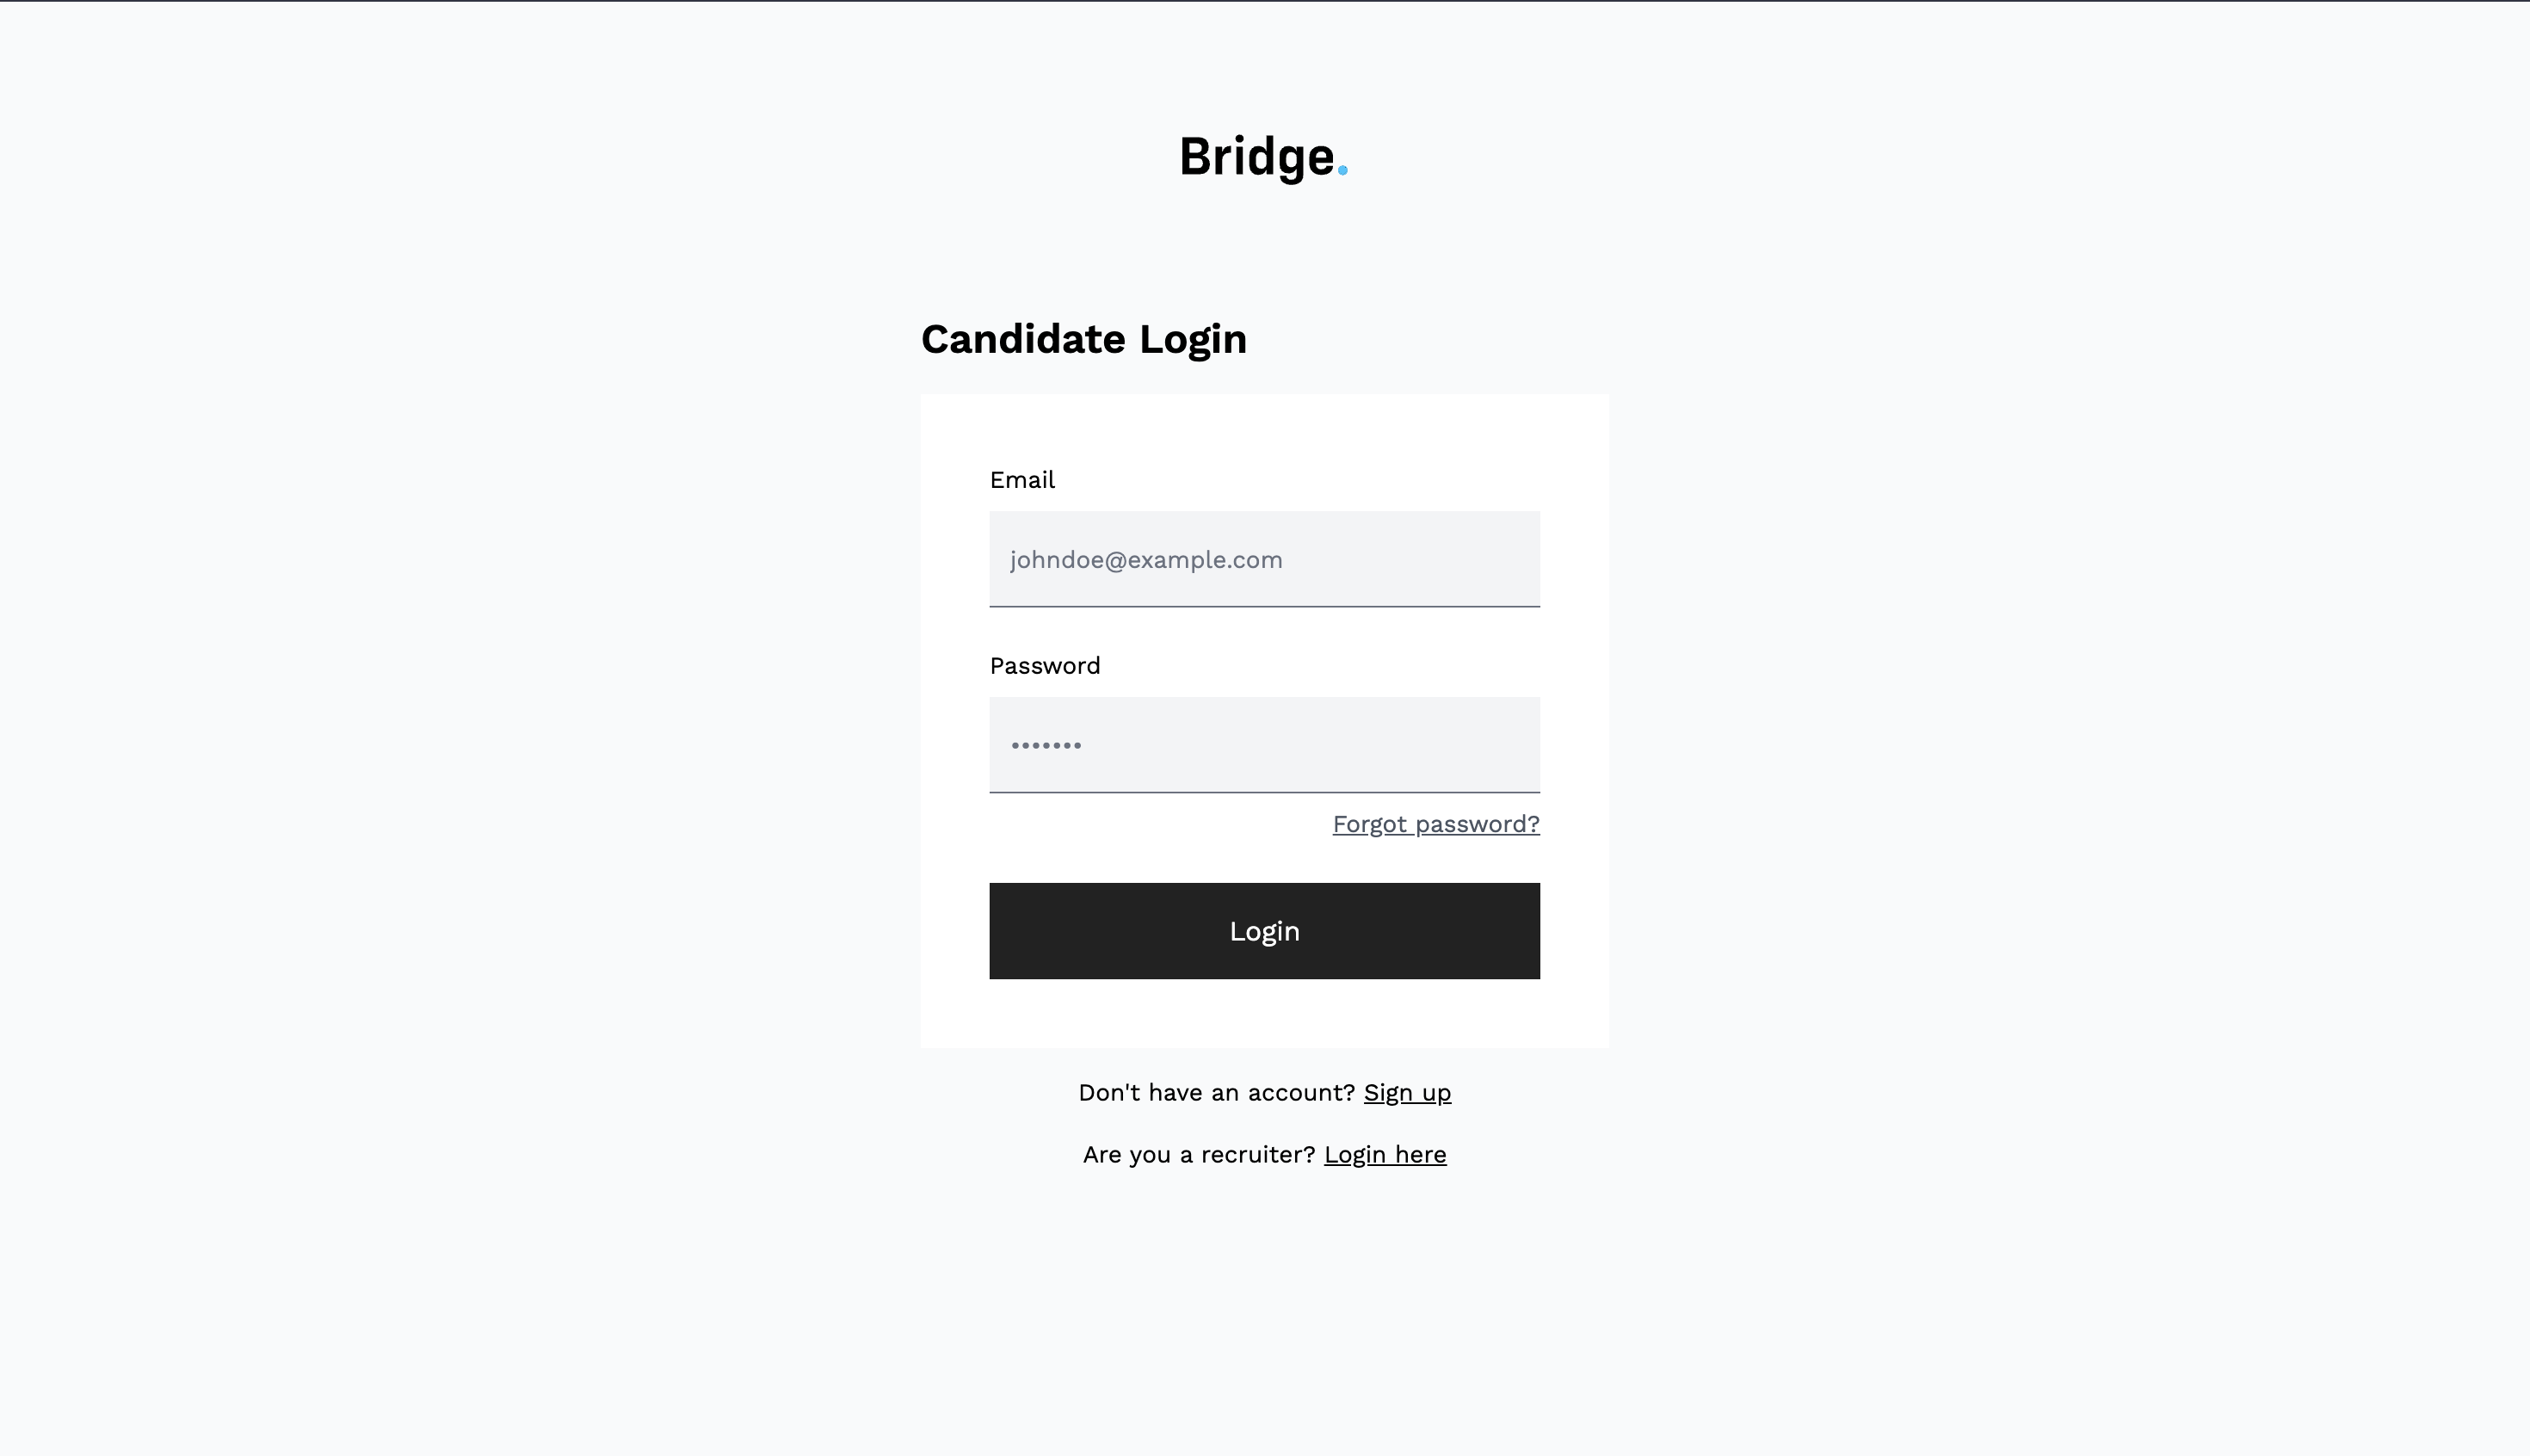 Bridge.
Candidate Login
Email
johndoe@example.com
Password
•••••••
Forgot password?
Login
Don't have an account? Sign up
Are you a recruiter? Login here